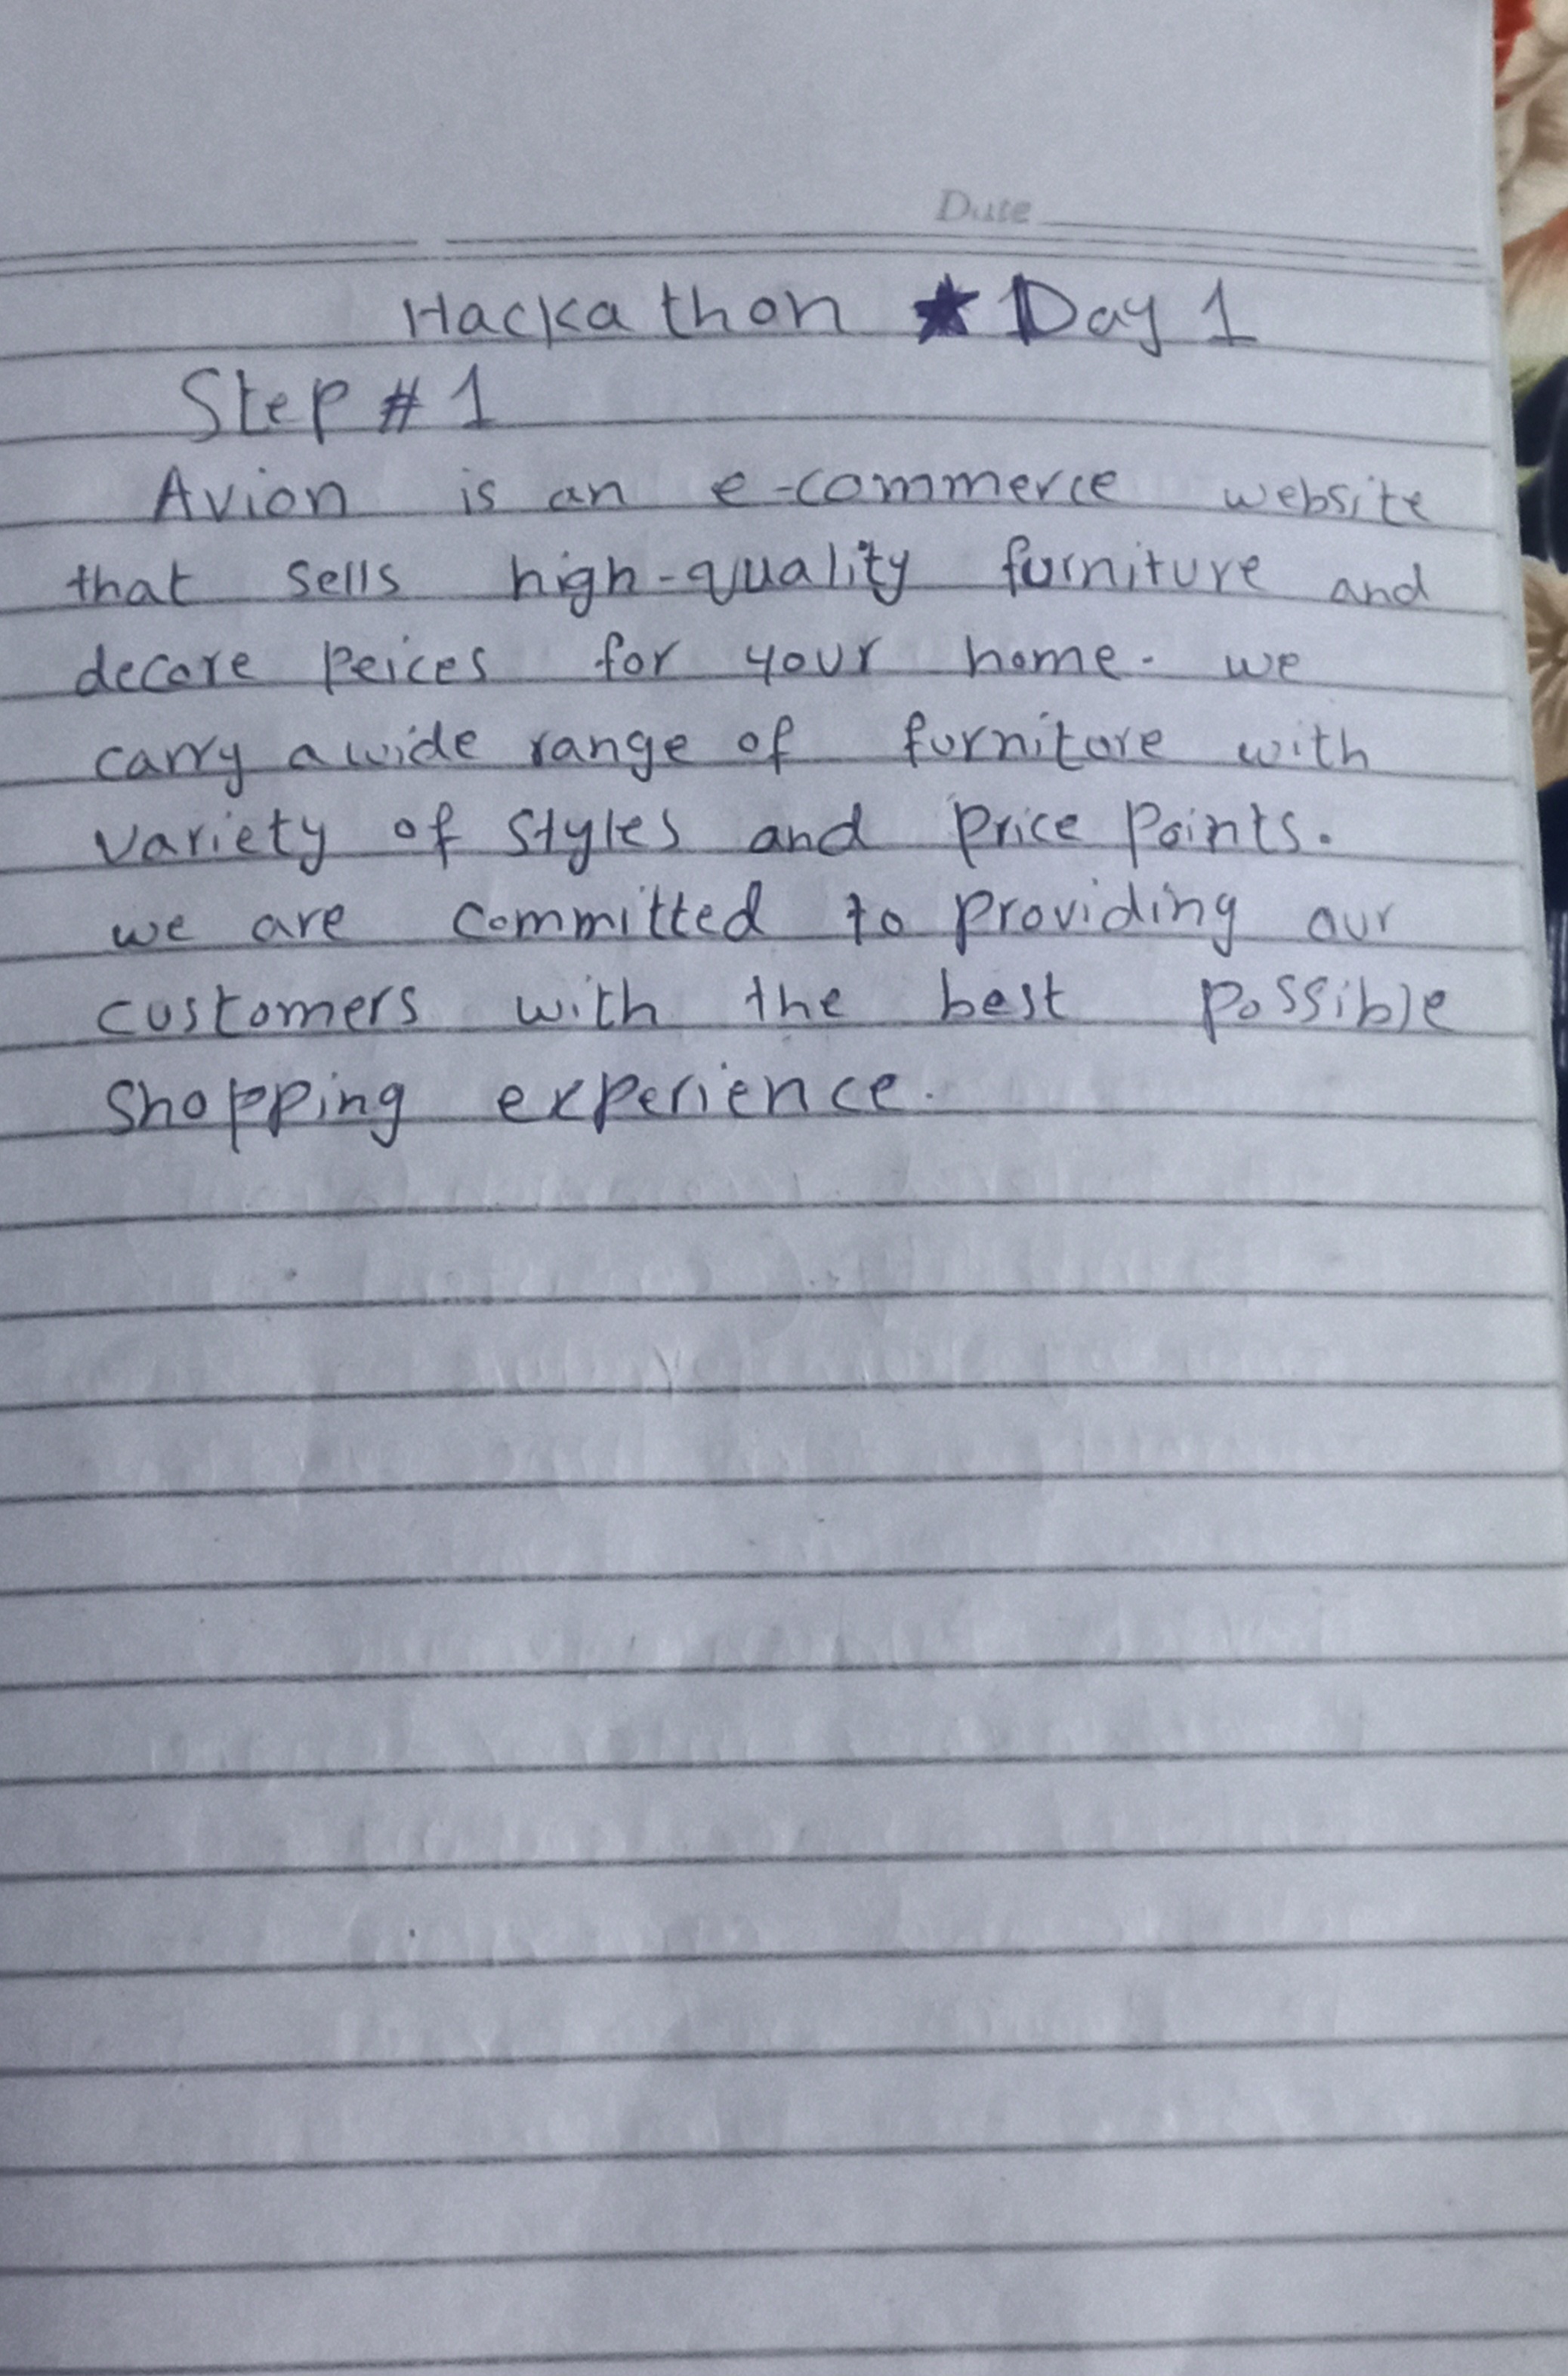 Date
Hackathon ★ Day 1
Step # 1
Avion is an e-commerce website
that sells high-quality furniture and
decore peices for your home. we
carry a wide range of furniture with
variety of styles and price points.
we are committed to providing our
customers with the best possible
shopping experience.